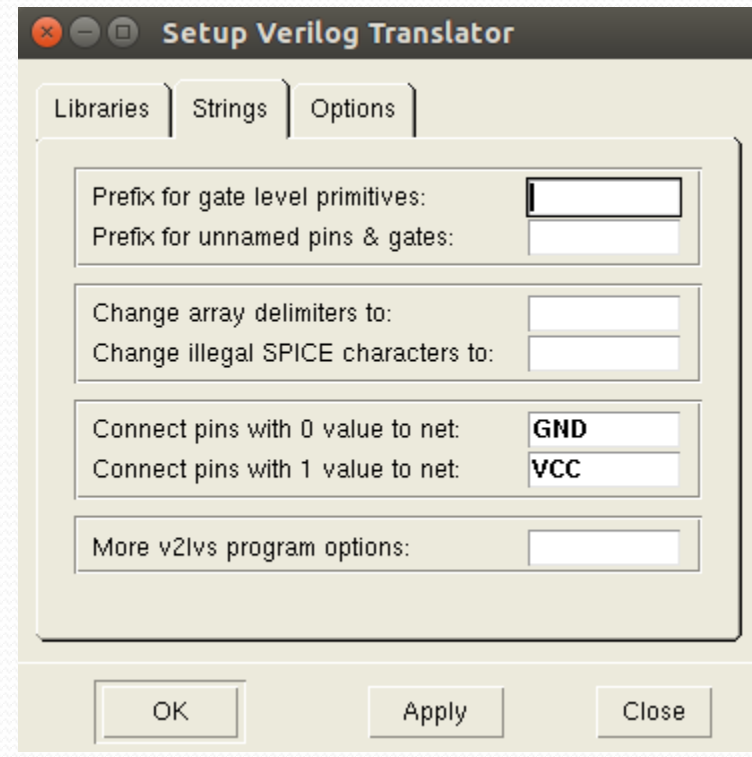 Setup Verilog Translator
Libraries Strings Options
Prefix for gate level primitives:
Prefix for unnamed pins & gates:
Change array delimiters to:
Change illegal SPICE characters to:
Connect pins with 0 value to net: GND
Connect pins with 1 value to net: VCC
More v2lvs program options:
OK Apply Close